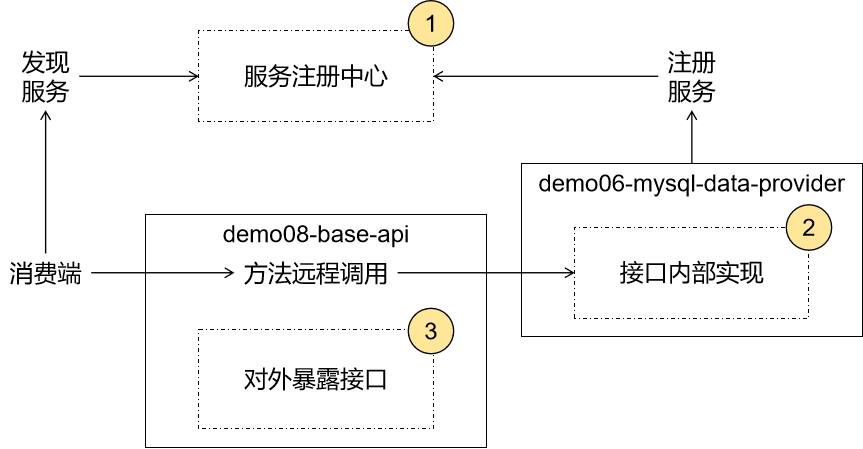 1
发现
服务
服务注册中心
注册
服务
demo06-mysql-data-provider
2
接口内部实现
demo08-base-api
消费端
方法远程调用
3
对外暴露接口